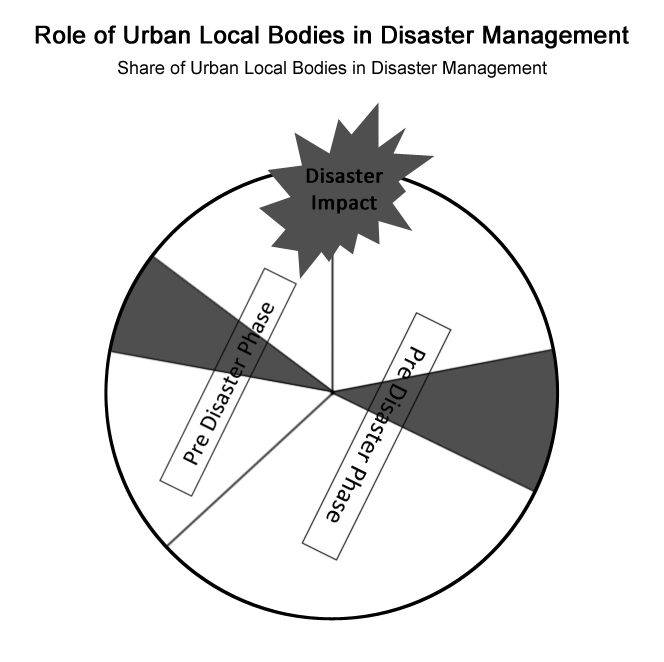 Role of Urban Local Bodies in Disaster Management
Share of Urban Local Bodies in Disaster Management
Disaster
Impact
Pre Disaster Phase
Pre Disaster Phase